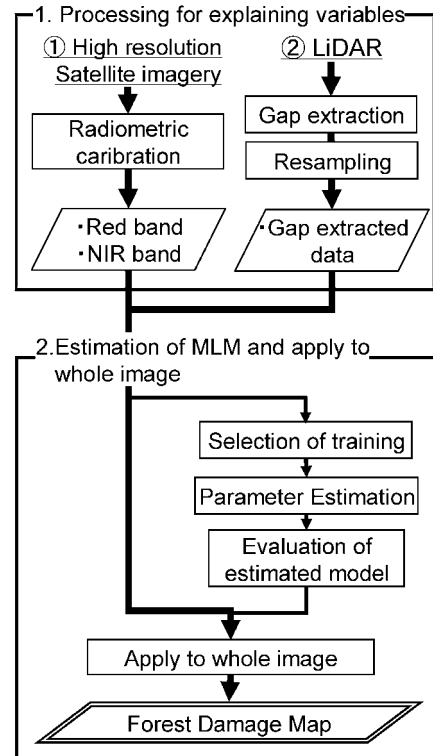 1. Processing for explaining variables
① High resolution
Satellite imagery
Radiometric
caribration
・Red band
・NIR band
② LiDAR
Gap extraction
Resampling
・Gap extracted
data
2.Estimation of MLM and apply to
whole image
Selection of training
Parameter Estimation
Evaluation of
estimated model
Apply to whole image
Forest Damage Map